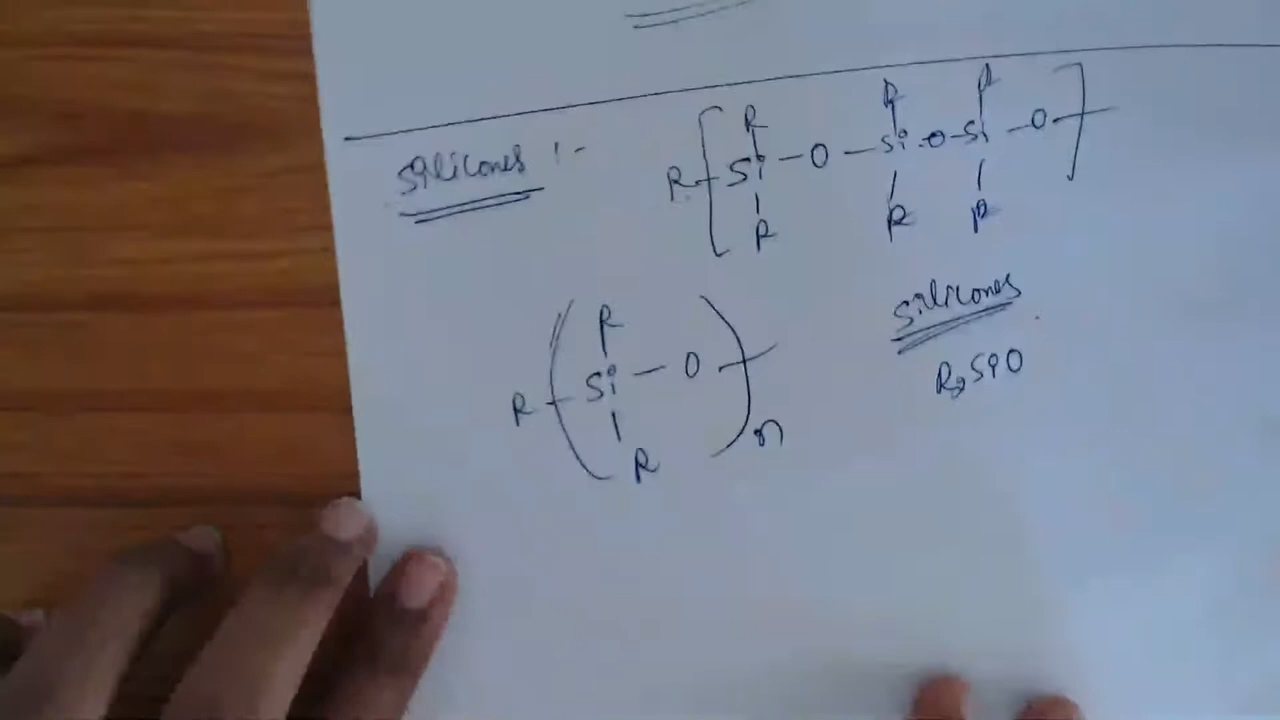 Silicones :-
R R R
R [ Si - O - Si - O - Si - O ]
R R R
Silicones
R₂SiO
R
R ( Si - O ) n
R